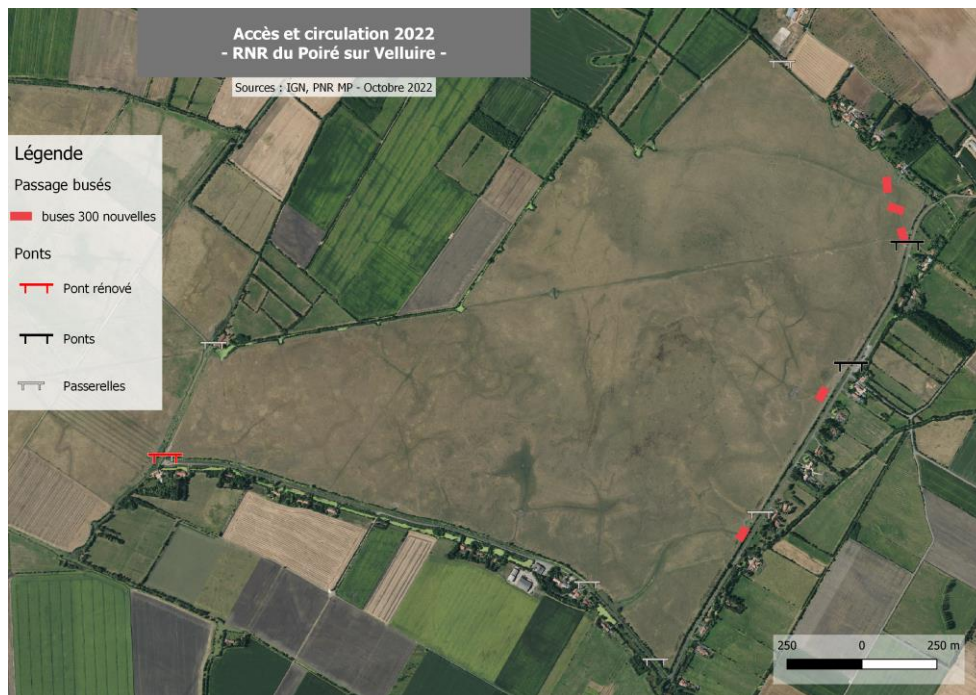 Accès et circulation 2022
- RNR du Poiré sur Velluire -
Sources : IGN, PNR MP - Octobre 2022
Légende
Passage busés
buses 300 nouvelles
Ponts
Pont rénové
Ponts
Passerelles
250 0 250 m